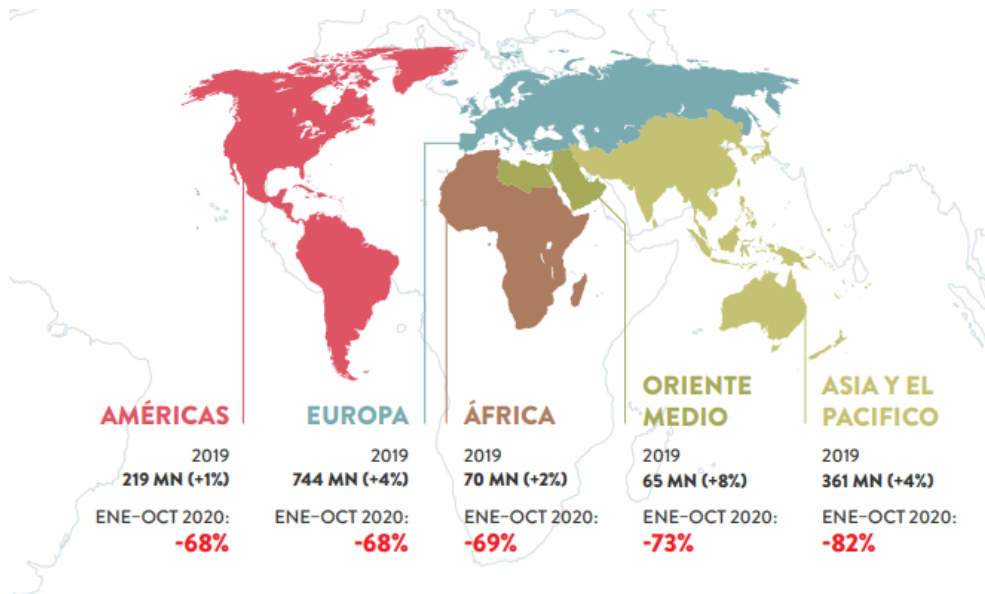 AMÉRICAS
2019
219 MN (+1%)
ENE–OCT 2020:
-68%
EUROPA
2019
744 MN (+4%)
ENE–OCT 2020:
-68%
ÁFRICA
2019
70 MN (+2%)
ENE–OCT 2020:
-69%
ORIENTE
MEDIO
2019
65 MN (+8%)
ENE–OCT 2020:
-73%
ASIA Y EL
PACIFICO
2019
361 MN (+4%)
ENE–OCT 2020:
-82%